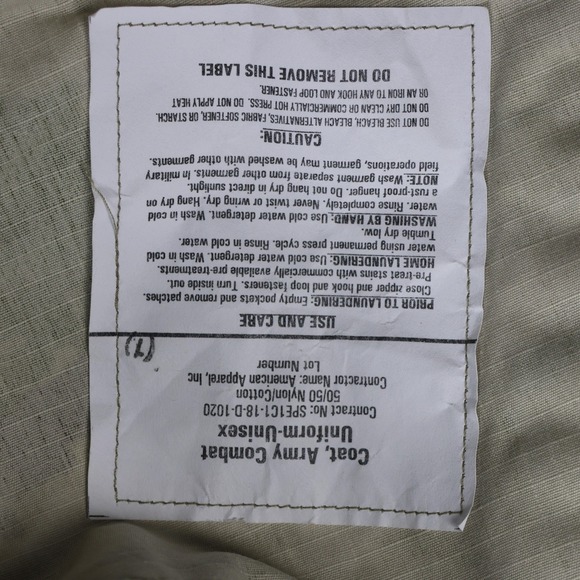 Coat, Army Combat
Uniform-Unisex
Contract No: SPE1C1-18-D-1020
50/50 Nylon/Cotton
Contractor Name: American Apparel, Inc
Lot Number
(1)
USE AND CARE
PRIOR TO LAUNDERING: Empty pockets and remove patches.
Close zipper and hook and loop fasteners. Turn inside out.
Pre-treat stains with commercially available pre-treatments.
HOME LAUNDERING: Use cold water detergent. Wash in cold
water using permanent press cycle. Rinse in cold water.
Tumble dry low.
WASHING BY HAND: Use cold water detergent. Wash in cold
water. Rinse completely. Never twist or wring dry. Hang dry on
a rust-proof hanger. Do not hang dry in direct sunlight.
NOTE: Wash garment separate from other garments. In military
field operations, garment may be washed with other garments.
CAUTION:
DO NOT USE BLEACH, BLEACH ALTERNATIVES, FABRIC SOFTENER, OR STARCH.
DO NOT DRY CLEAN OR COMMERCIALLY HOT PRESS. DO NOT APPLY HEAT
OR AN IRON TO ANY HOOK AND LOOP FASTENER.
DO NOT REMOVE THIS LABEL